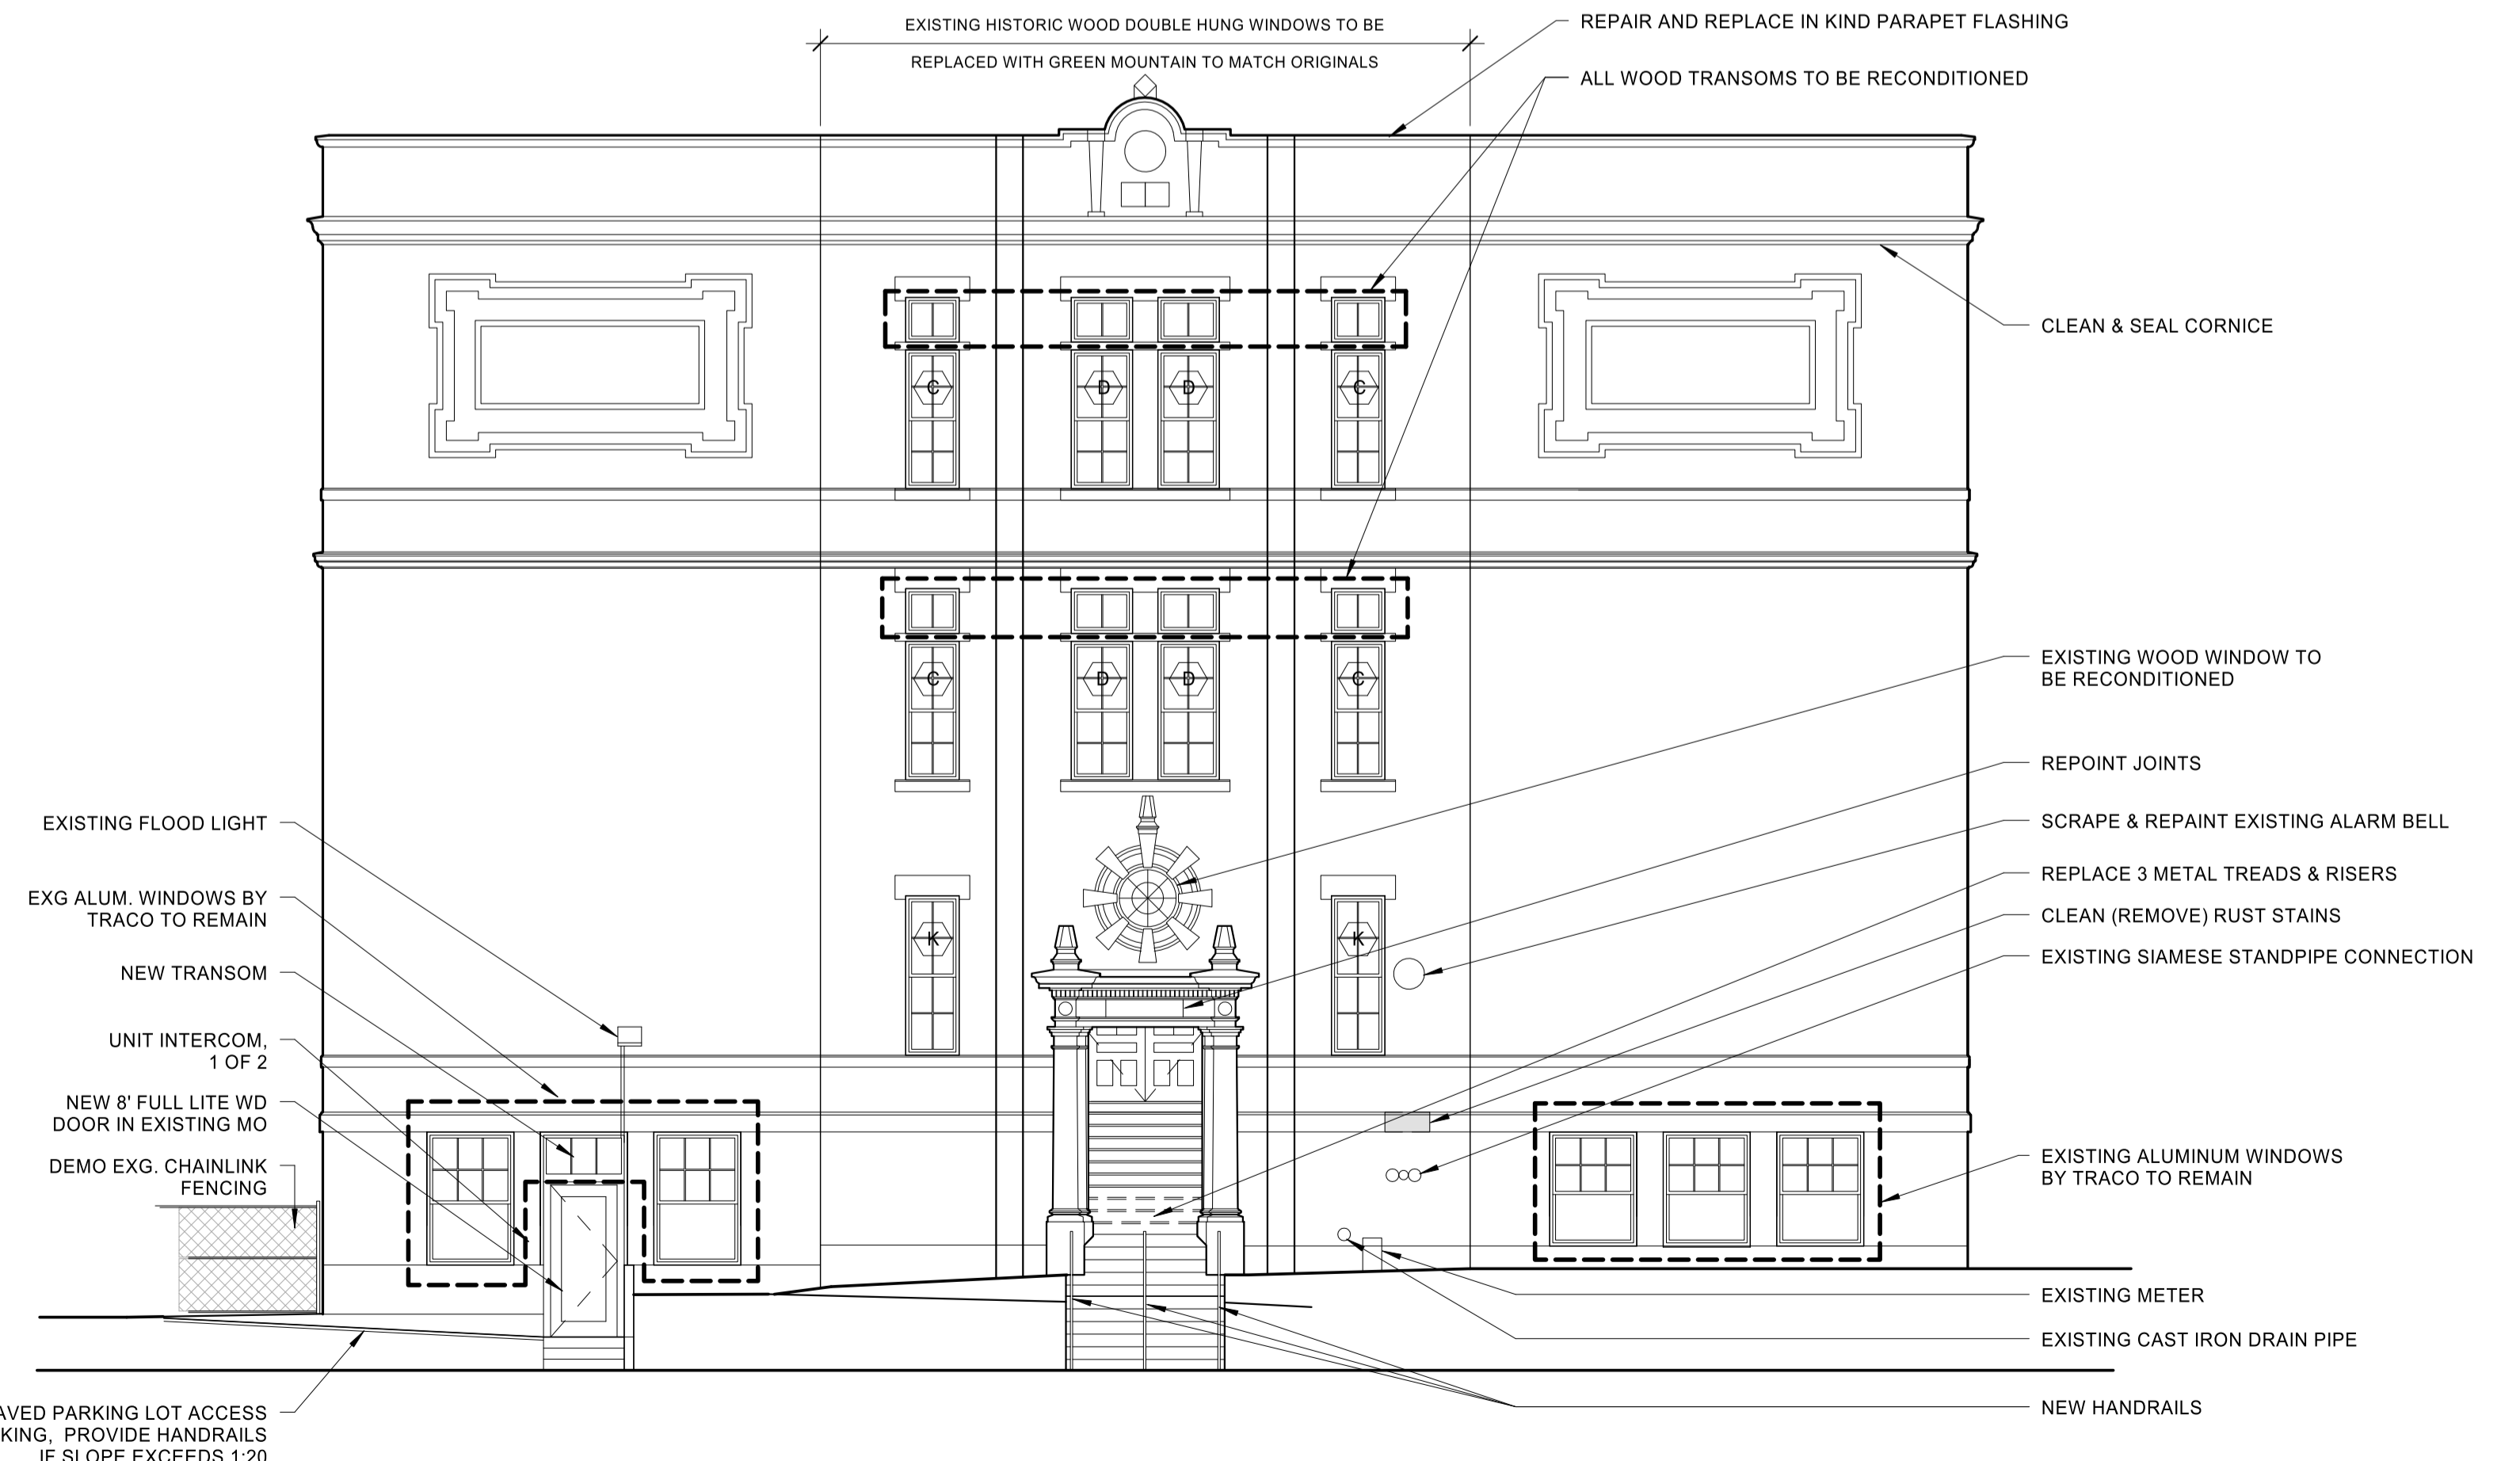 EXISTING HISTORIC WOOD DOUBLE HUNG WINDOWS TO BE
REPLACED WITH GREEN MOUNTAIN TO MATCH ORIGINALS
REPAIR AND REPLACE IN KIND PARAPET FLASHING
ALL WOOD TRANSOMS TO BE RECONDITIONED
CLEAN & SEAL CORNICE
C
D
D
C
C
D
D
C
K
K
EXISTING WOOD WINDOW TO
BE RECONDITIONED
REPOINT JOINTS
SCRAPE & REPAINT EXISTING ALARM BELL
REPLACE 3 METAL TREADS & RISERS
CLEAN (REMOVE) RUST STAINS
EXISTING SIAMESE STANDPIPE CONNECTION
EXISTING ALUMINUM WINDOWS
BY TRACO TO REMAIN
EXISTING METER
EXISTING CAST IRON DRAIN PIPE
NEW HANDRAILS
EXISTING FLOOD LIGHT
EXG ALUM. WINDOWS BY
TRACO TO REMAIN
NEW TRANSOM
UNIT INTERCOM,
1 OF 2
NEW 8' FULL LITE WD
DOOR IN EXISTING MO
DEMO EXG. CHAINLINK
FENCING
PARKING LOT ACCESS
PROVIDE HANDRAILS
IF SLOPE EXCEEDS 1:20